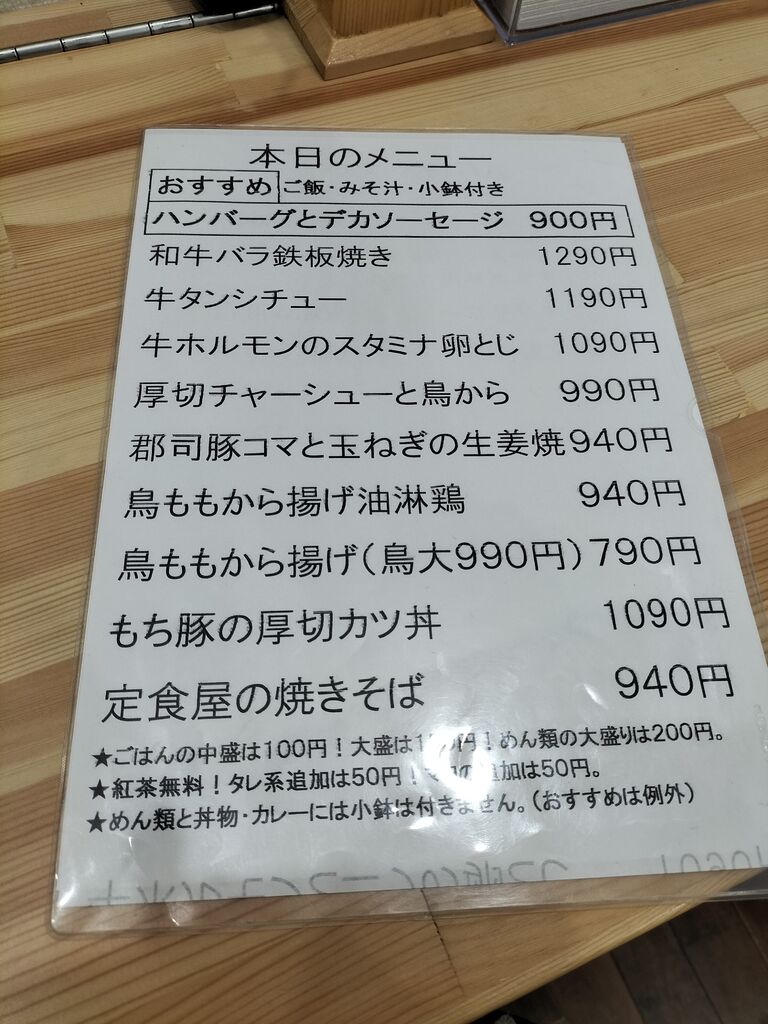 本日のメニュー
おすすめ ご飯・みそ汁・小鉢付き
ハンバーグとデカソーセージ 900円
和牛バラ鉄板焼き 1290円
牛タンシチュー 1190円
牛ホルモンのスタミナ卵とじ 1090円
厚切チャーシューと鳥から 990円
郡司豚コマと玉ねぎの生姜焼 940円
鳥ももから揚げ油淋鶏 940円
鳥ももから揚げ(鳥大990円) 790円
もち豚の厚切カツ丼 1090円
定食屋の焼きそば 940円
★ごはんの中盛は100円！大盛は 円！めん類の大盛りは200円。
★紅茶無料！タレ系追加は50円！ 追加は50円。
★めん類と丼物・カレーには小鉢は付きません。(おすすめは例外)